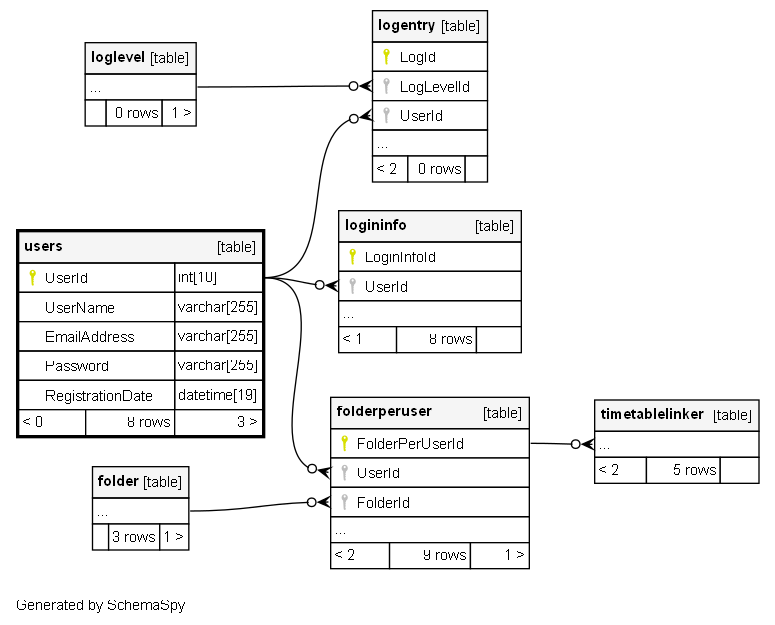 loglevel [table]
...
0 rows 1 >
logentry [table]
LogId
LogLevelId
UserId
...
< 2 0 rows
users [table]
UserId int[10]
UserName varchar[255]
EmailAddress varchar[255]
Password varchar[255]
RegistrationDate datetime[19]
< 0 8 rows 3 >
logininfo [table]
LoginInfoId
UserId
...
< 1 8 rows
folderperuser [table]
FolderPerUserId
UserId
FolderId
...
< 2 9 rows 1 >
timetablelinker [table]
...
< 2 5 rows
folder [table]
...
3 rows 1 >
Generated by SchemaSpy